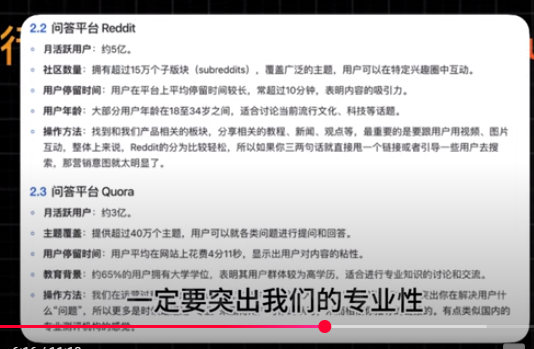 行
2.2 问答平台 Reddit
月活跃用户：约5亿。
社区数量：拥有超过15万个子版块（subreddits），覆盖广泛的主题，用户可以在特定兴趣圈中互动。
用户停留时间：用户在平台上平均停留时间较长，常超过10分钟，表明内容的吸引力。
用户年龄：大部分用户年龄在18至34岁之间，适合讨论当前流行文化、科技等话题。
操作方法：找到和我们产品相关的板块，分享相关的教程、新闻、观点等，最重要的是要跟用户用视频、图片
互动，整体上来说，Reddit的分为比较轻松，所以如果你三两句话就直接甩一个链接或者引导一些用户去搜
索，那营销意图就太明显了。
2.3 问答平台 Quora
月活跃用户：约3亿。
主题覆盖：提供超过40万个主题，用户可以就各类问题进行提问和回答。
用户停留时间：用户平均在网站上花费4分11秒，显示出用户对内容的粘性。
教育背景：约65%的用户拥有大学学位，表明其用户群体较为高学历，适合进行专业知识的讨论和交流。
操作方法：我们在运营
突出你在解决用户什
么“问题”，所以更多是
有点类似国内的
专业测评机构的感觉。
一定要突出我们的专业性